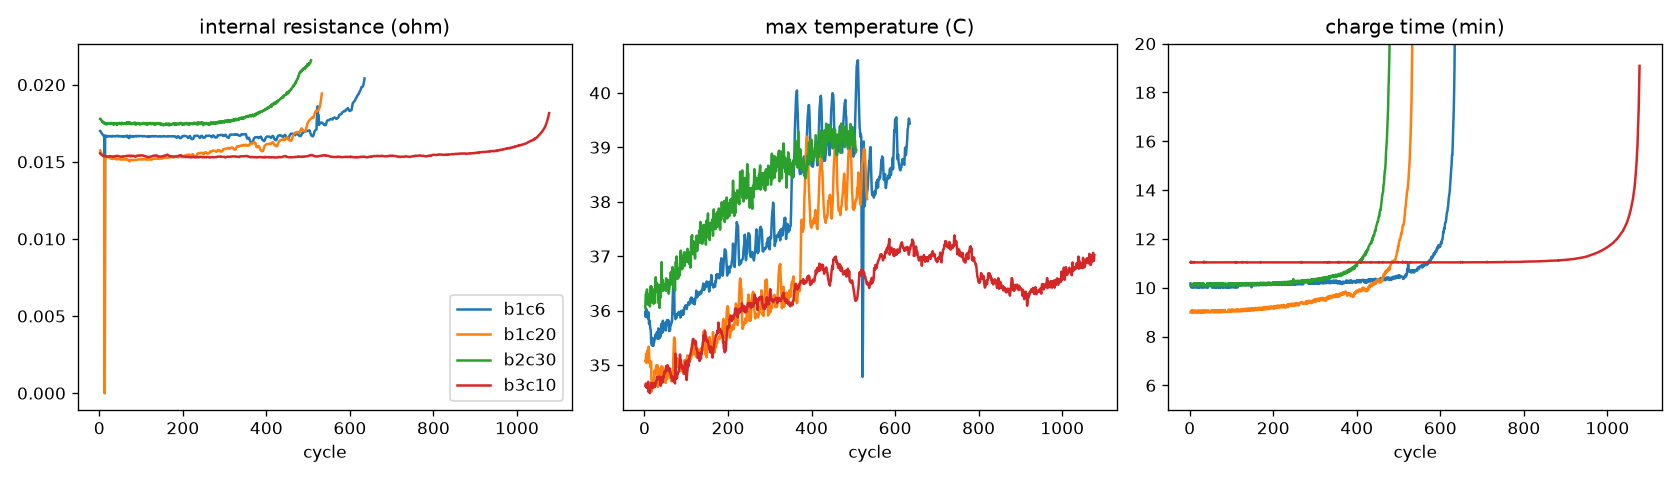 internal resistance (ohm)
0.020
0.015
0.010
0.005
0.000
b1c6
b1c20
b2c30
b3c10
0 200 400 600 800 1000
cycle
max temperature (C)
40
39
38
37
36
35
0 200 400 600 800 1000
cycle
charge time (min)
20
18
16
14
12
10
8
6
0 200 400 600 800 1000
cycle